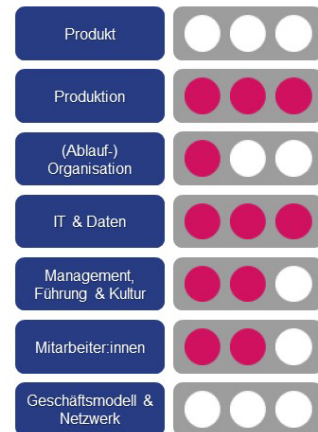 Produkt
Produktion
(Ablauf-)
Organisation
IT & Daten
Management,
Führung & Kultur
Mitarbeiter:innen
Geschäftsmodell &
Netzwerk